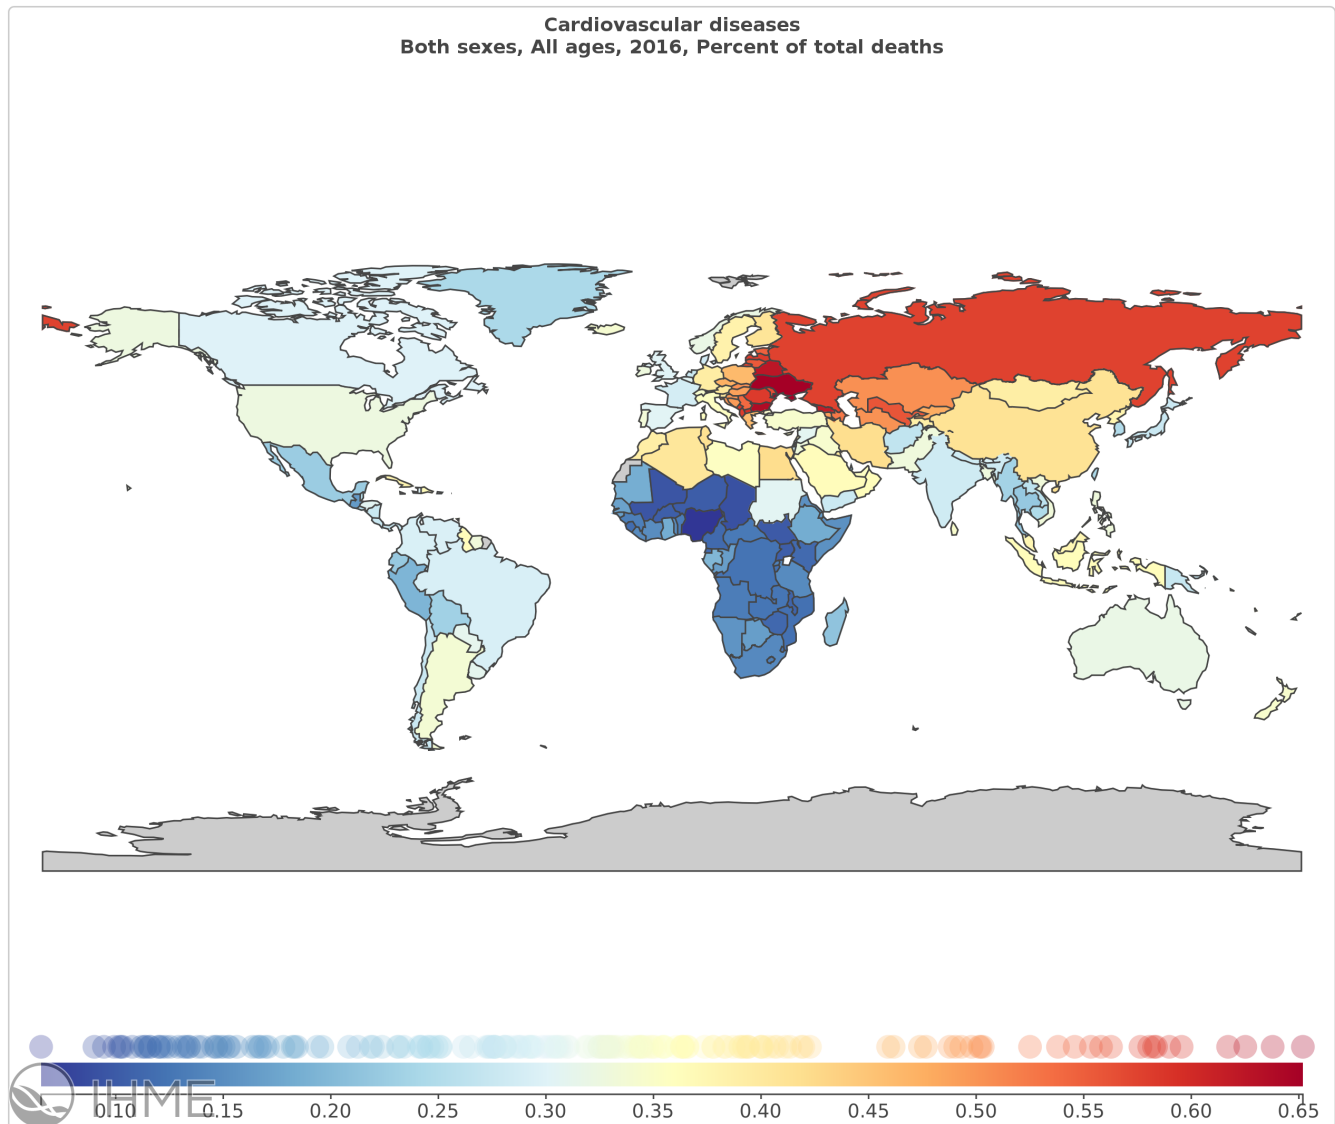 Cardiovascular diseases
Both sexes, All ages, 2016, Percent of total deaths
IHME
0.10 0.15 0.20 0.25 0.30 0.35 0.40 0.45 0.50 0.55 0.60 0.65